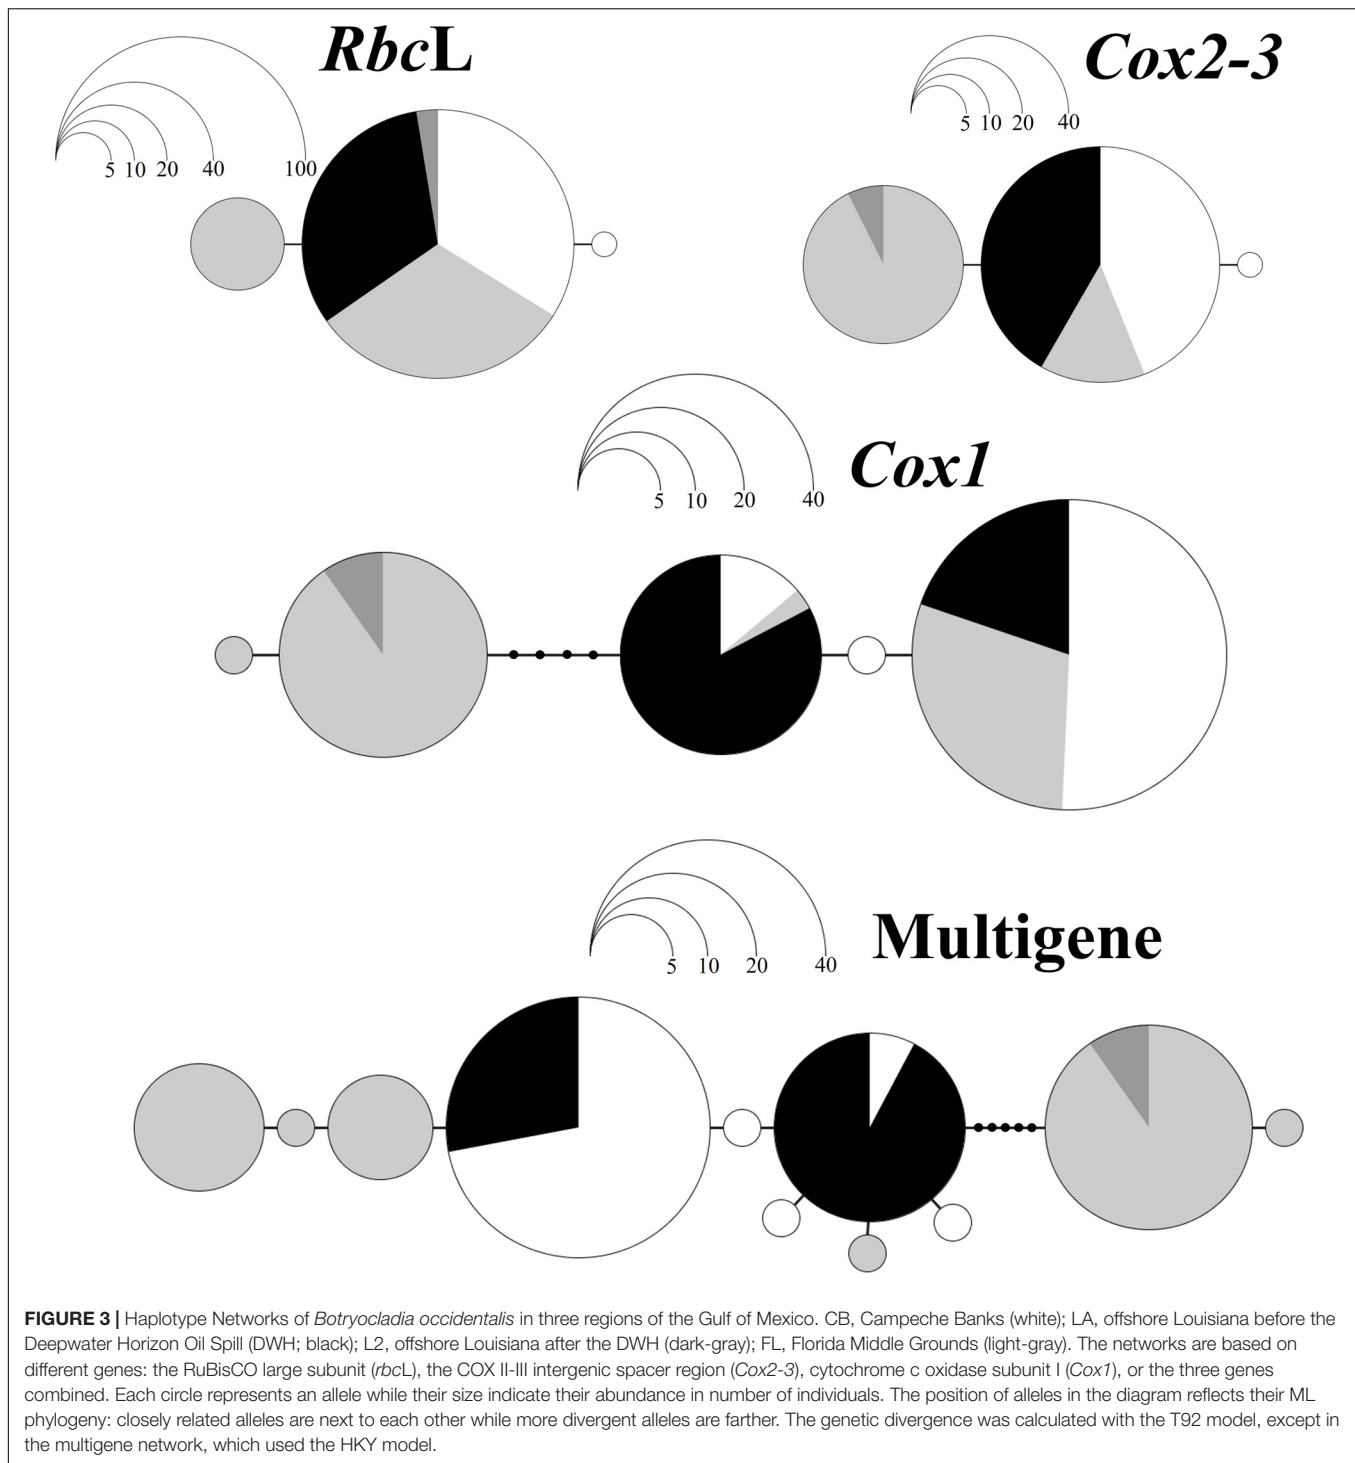 RbcL
5 10 20 40 100
Cox2-3
5 10 20 40
Cox1
5 10 20 40
Multigene
5 10 20 40
FIGURE 3 | Haplotype Networks of Botryocladia occidentalis in three regions of the Gulf of Mexico. CB, Campeche Banks (white); LA, offshore Louisiana before the
Deepwater Horizon Oil Spill (DWH; black); L2, offshore Louisiana after the DWH (dark-gray); FL, Florida Middle Grounds (light-gray). The networks are based on
different genes: the RuBisCO large subunit (rbcL), the COX II-III intergenic spacer region (Cox2-3), cytochrome c oxidase subunit I (Cox1), or the three genes
combined. Each circle represents an allele while their size indicate their abundance in number of individuals. The position of alleles in the diagram reflects their ML
phylogeny: closely related alleles are next to each other while more divergent alleles are farther. The genetic divergence was calculated with the T92 model, except in
the multigene network, which used the HKY model.